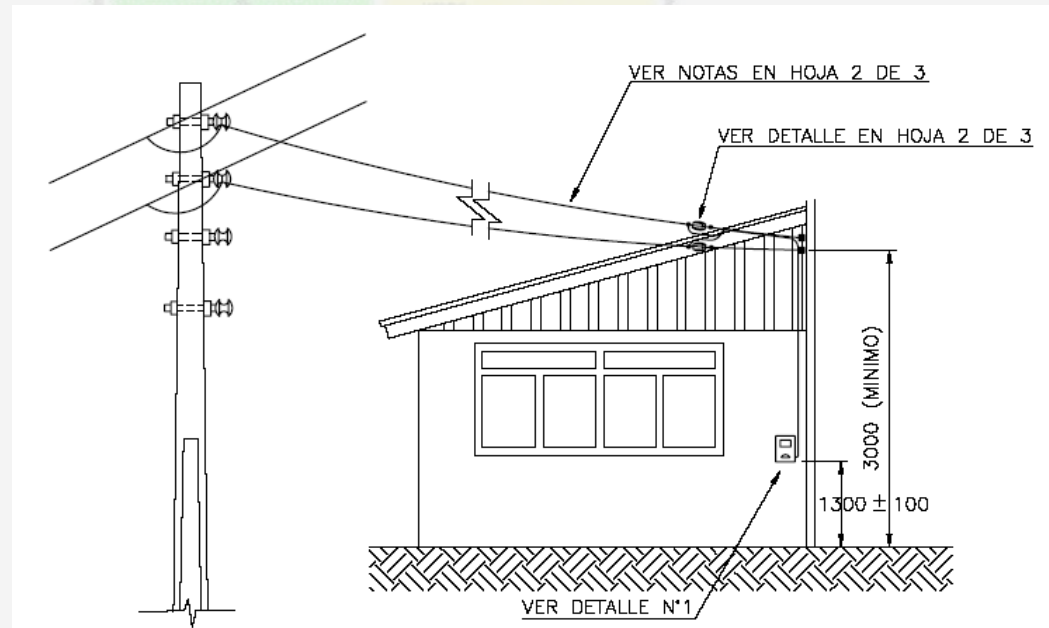 VER NOTAS EN HOJA 2 DE 3
VER DETALLE EN HOJA 2 DE 3
3000 (MINIMO)
1300 ± 100
VER DETALLE N°1